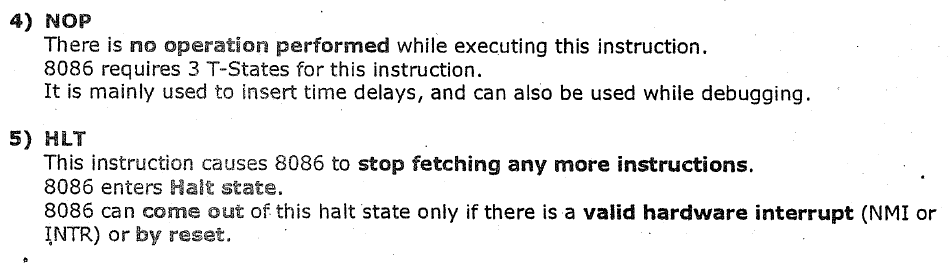 4) NOP
There is no operation performed while executing this instruction.
8086 requires 3 T-States for this instruction.
It is mainly used to insert time delays, and can also be used while debugging.
5) HLT
This instruction causes 8086 to stop fetching any more instructions.
8086 enters Halt state.
8086 can come out of this halt state only if there is a valid hardware interrupt (NMI or
INTR) or by reset.